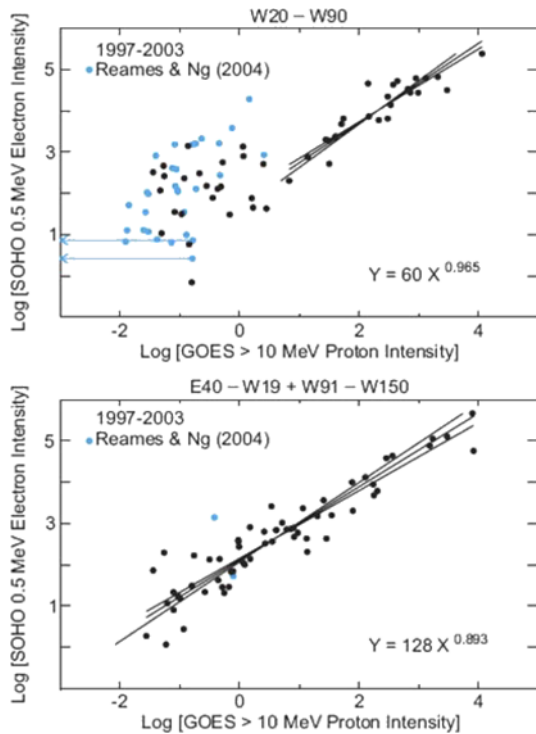 W20 – W90
1997-2003
Reames & Ng (2004)
Log [SOHO 0.5 MeV Electron Intensity]
5
3
1
Y = 60 X 0.965
-2
0
2
4
Log [GOES > 10 MeV Proton Intensity]
E40 – W19 + W91 – W150
1997-2003
Reames & Ng (2004)
Log [SOHO 0.5 MeV Electron Intensity]
5
3
1
Y = 128 X 0.893
-2
0
2
4
Log [GOES > 10 MeV Proton Intensity]